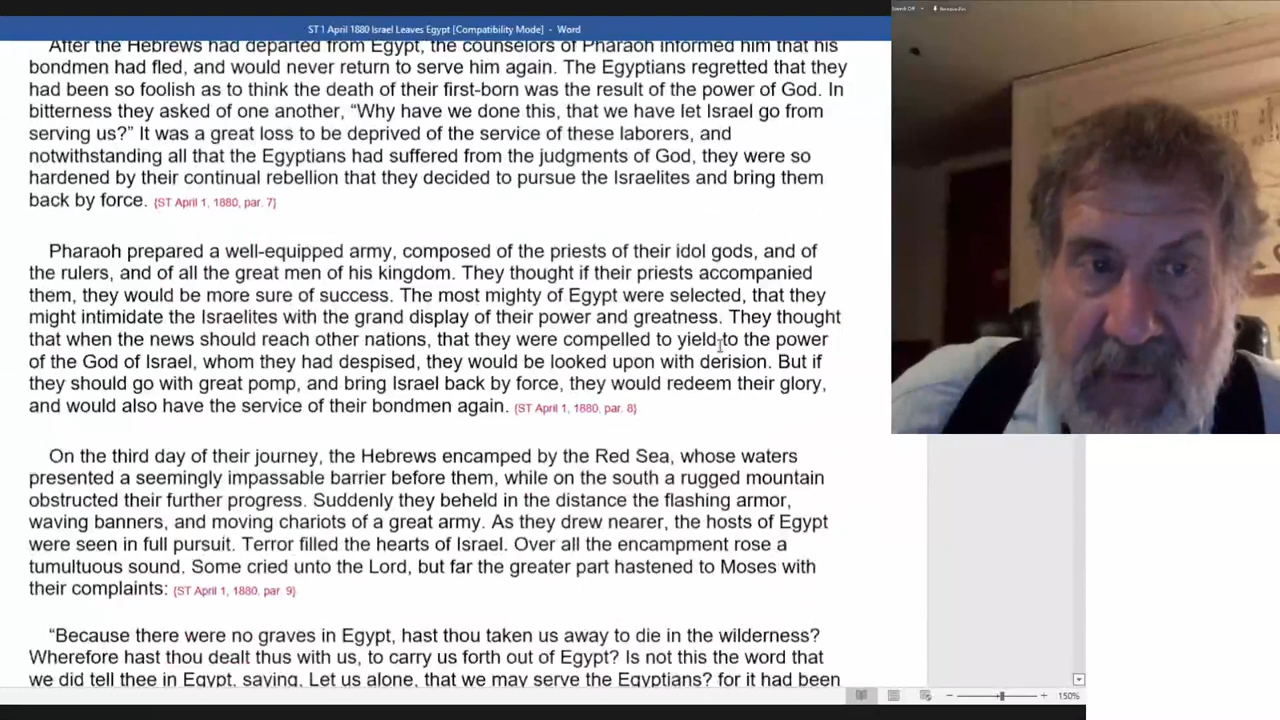 ST 1 April 1880 Israel Leaves Egypt [Compatibility Mode] - Word
After the Hebrews had departed from Egypt, the counselors of Pharaoh informed him that his
bondmen had fled, and would never return to serve him again. The Egyptians regretted that they
had been so foolish as to think the death of their first-born was the result of the power of God. In
bitterness they asked of one another, “Why have we done this, that we have let Israel go from
serving us?” It was a great loss to be deprived of the service of these laborers, and
notwithstanding all that the Egyptians had suffered from the judgments of God, they were so
hardened by their continual rebellion that they decided to pursue the Israelites and bring them
back by force. {ST April 1, 1880, par. 7}
Pharaoh prepared a well-equipped army, composed of the priests of their idol gods, and of
the rulers, and of all the great men of his kingdom. They thought if their priests accompanied
them, they would be more sure of success. The most mighty of Egypt were selected, that they
might intimidate the Israelites with the grand display of their power and greatness. They thought
that when the news should reach other nations, that they were compelled to yield to the power
of the God of Israel, whom they had despised, they would be looked upon with derision. But if
they should go with great pomp, and bring Israel back by force, they would redeem their glory,
and would also have the service of their bondmen again. {ST April 1, 1880, par. 8}
On the third day of their journey, the Hebrews encamped by the Red Sea, whose waters
presented a seemingly impassable barrier before them, while on the south a rugged mountain
obstructed their further progress. Suddenly they beheld in the distance the flashing armor,
waving banners, and moving chariots of a great army. As they drew nearer, the hosts of Egypt
were seen in full pursuit. Terror filled the hearts of Israel. Over all the encampment rose a
tumultuous sound. Some cried unto the Lord, but far the greater part hastened to Moses with
their complaints: {ST April 1, 1880, par. 9}
“Because there were no graves in Egypt, hast thou taken us away to die in the wilderness?
Wherefore hast thou dealt thus with us, to carry us forth out of Egypt? Is not this the word that
we did tell thee in Egypt, saying, Let us alone, that we may serve the Egyptians? for it had been
150%